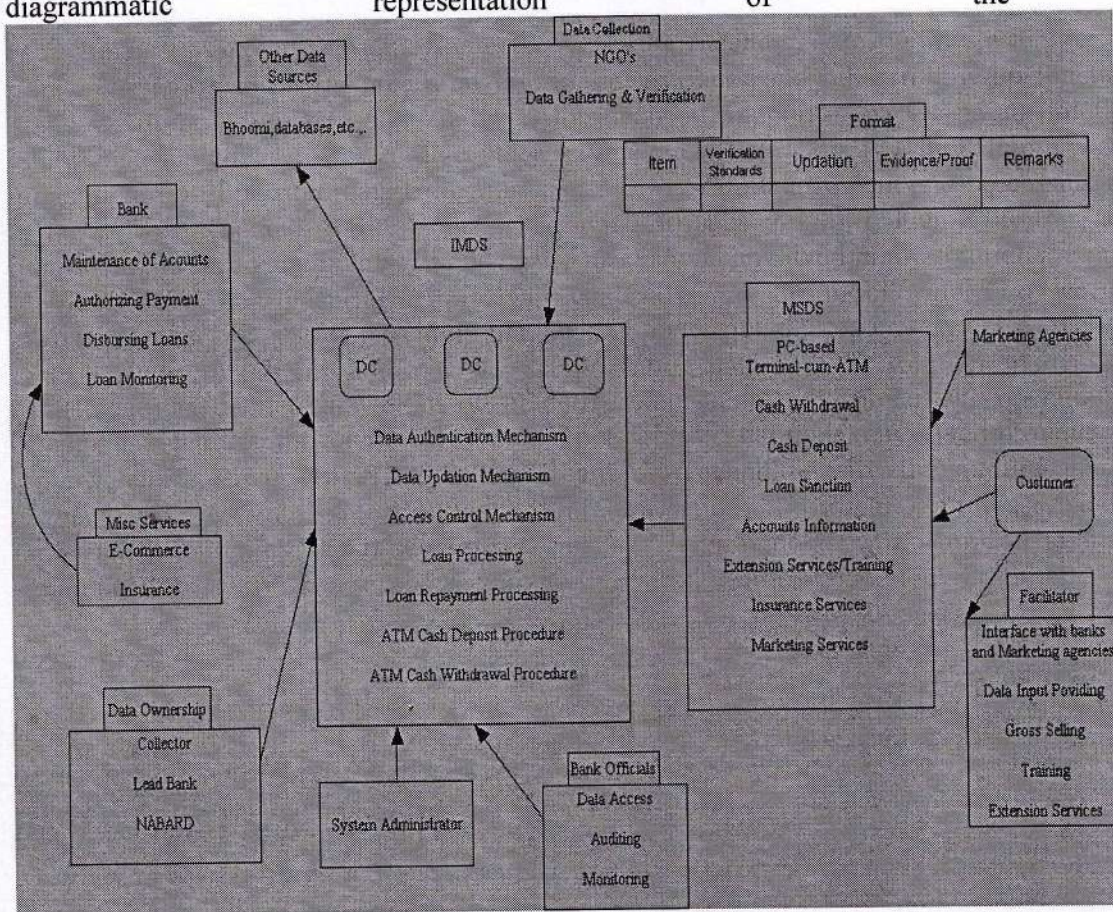 diagrammatic representation of the
Data Collection
NGO's
Data Gathering & Verification
Other Data
Sources
Bhoomi,databases,etc.,.
Format
Item Verification Standards Updation Evidence/Proof Remarks
Bank
Maintenance of Acounts
Authorizing Payment
Disbursing Loans
Loan Monitoring
IMDS
DC DC DC
Data Authentication Mechanism
Data Updation Mechanism
Access Control Mechanism
Loan Processing
Loan Repayment Processing
ATM Cash Deposit Procedure
ATM Cash Withdrawal Procedure
MSDS
PC-based
Terminal-cum-ATM
Cash Withdrawal
Cash Deposit
Loan Sanction
Accounts Information
Extension Services/Training
Insurance Services
Marketing Services
Marketing Agencies
Customer
Misc Services
E-Commerce
Insurance
Facilitator
Interface with banks
and Marketing agencies
Data Input Poviding
Gross Selling
Training
Extension Services
Data Ownership
Collector
Lead Bank
NABARD
System Administrator
Bank Officials
Data Access
Auditing
Monitoring